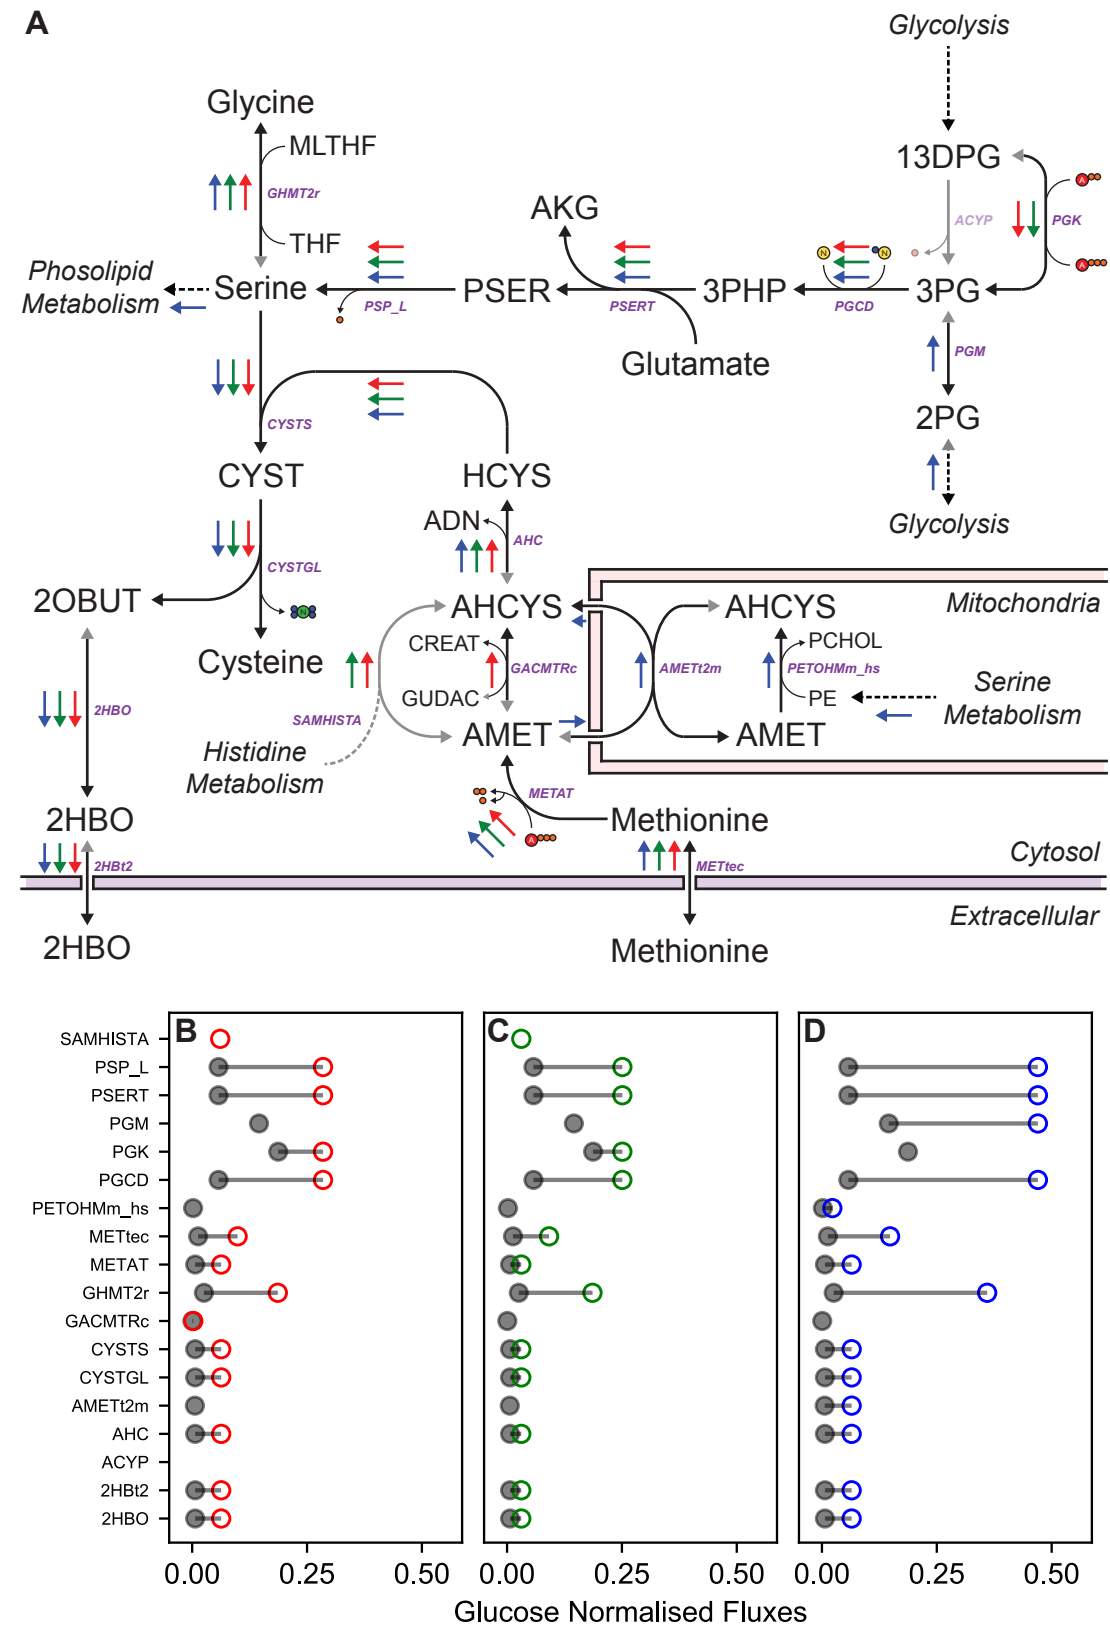 A
Glycolysis
Glycine
MLTHF
13DPG
GHMT2r
AKG
ACYP
PGK
THF
N
N
A
A
Phosolipid
Metabolism
Serine
PSP_L
PSER
PSERT
3PHP
PGCD
3PG
Glutamate
PGM
2PG
CYSTS
CYST
HCYS
Glycolysis
ADN
AHC
CYSTGL
2OBUT
N
AHCYS
AHCYS
Mitochondria
Cysteine
CREAT
GACMTRc
AMETt2m
PCHOL
PETOHMm_hs
GUDAC
PE
Serine
Metabolism
2HBO
SAMHISTA
AMET
AMET
Histidine
Metabolism
METAT
A
2HBO
Methionine
Cytosol
2HBt2
METtec
Extracellular
2HBO
Methionine
B
C
D
SAMHISTA
PSP_L
PSERT
PGM
PGK
PGCD
PETOHMm_hs
METtec
METAT
GHMT2r
GACMTRc
CYSTS
CYSTGL
AMETt2m
AHC
ACYP
2HBt2
2HBO
0.00 0.25 0.50 0.00 0.25 0.50 0.00 0.25 0.50
Glucose Normalised Fluxes